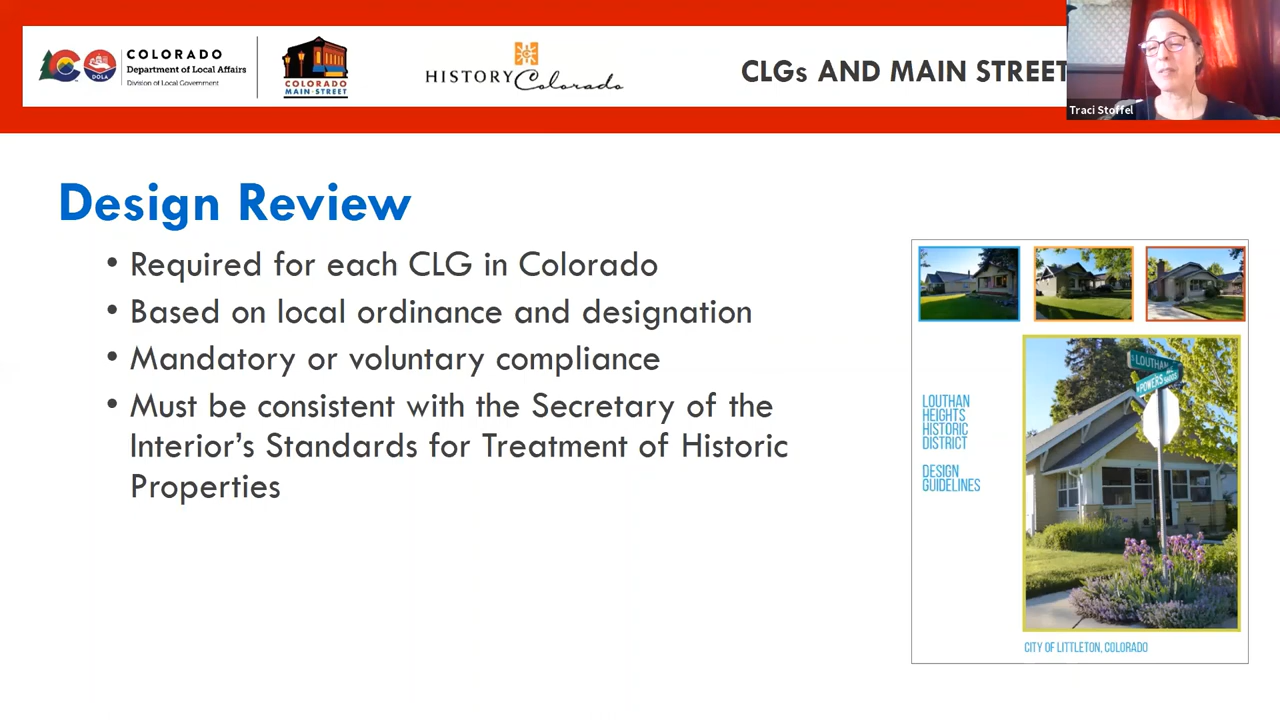 COLORADO
Department of Local Affairs
Division of Local Government
DOLA
COLORADO
MAIN STREET
HISTORY Colorado
CLGs AND MAIN STREET
Traci Stoffel
Design Review
• Required for each CLG in Colorado
• Based on local ordinance and designation
• Mandatory or voluntary compliance
• Must be consistent with the Secretary of the
Interior’s Standards for Treatment of Historic
Properties
LOUTHAN
HEIGHTS
HISTORIC
DISTRICT
DESIGN
GUIDELINES
LOUTHAN
POWERS
CITY OF LITTLETON, COLORADO